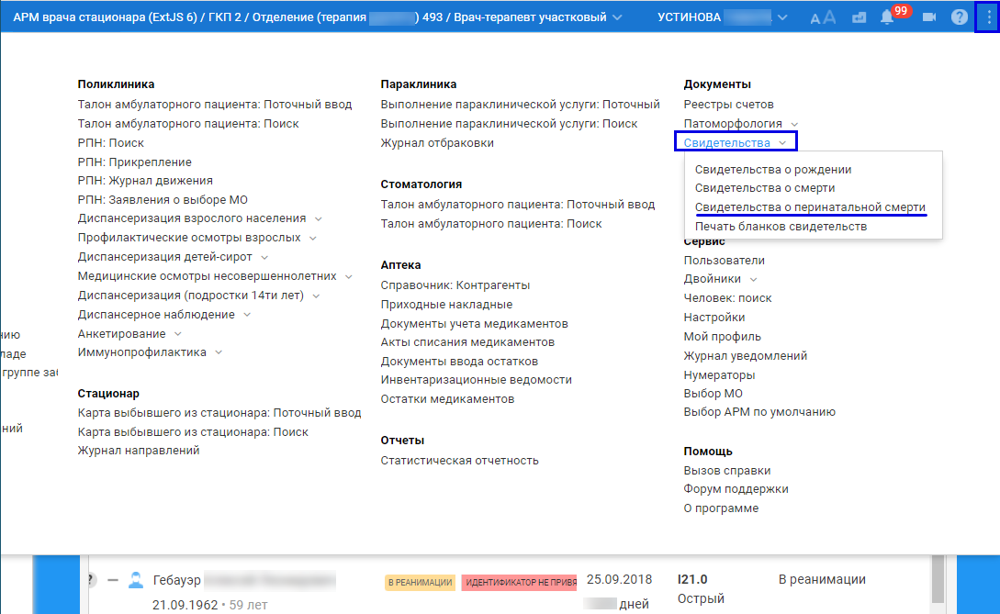 АРМ врача стационара (ExtJS 6) / ГКП 2 / Отделение (терапия ) 493 / Врач-терапевт участковый
УСТИНОВА
AA
99
?
Поликлиника
Талон амбулаторного пациента: Поточный ввод
Талон амбулаторного пациента: Поиск
РПН: Поиск
РПН: Прикрепление
РПН: Журнал движения
РПН: Заявления о выборе МО
Диспансеризация взрослого населения
Профилактические осмотры взрослых
Диспансеризация детей-сирот
Медицинские осмотры несовершеннолетних
Диспансеризация (подростки 14ти лет)
Диспансерное наблюдение
Анкетирование
Иммунопрофилактика
Стационар
Карта выбывшего из стационара: Поточный ввод
Карта выбывшего из стационара: Поиск
Журнал направлений
Параклиника
Выполнение параклинической услуги: Поточный
Выполнение параклинической услуги: Поиск
Журнал отбраковки
Стоматология
Талон амбулаторного пациента: Поточный ввод
Талон амбулаторного пациента: Поиск
Аптека
Справочник: Контрагенты
Приходные накладные
Документы учета медикаментов
Акты списания медикаментов
Документы ввода остатков
Инвентаризационные ведомости
Остатки медикаментов
Отчеты
Статистическая отчетность
Документы
Реестры счетов
Патоморфология
Свидетельства
Свидетельства о рождении
Свидетельства о смерти
Свидетельства о перинатальной смерти
Печать бланков свидетельств
Сервис
Пользователи
Двойники
Человек: поиск
Настройки
Мой профиль
Журнал уведомлений
Нумераторы
Выбор МО
Выбор АРМ по умолчанию
Помощь
Вызов справки
Форум поддержки
О программе
нию
ладе
группе заб
ний
? Гебауэр
21.09.1962 • 59 лет
В РЕАНИМАЦИИ
ИДЕНТИФИКАТОР НЕ ПРИВЯ
25.09.2018
дней
I21.0
Острый
В реанимации